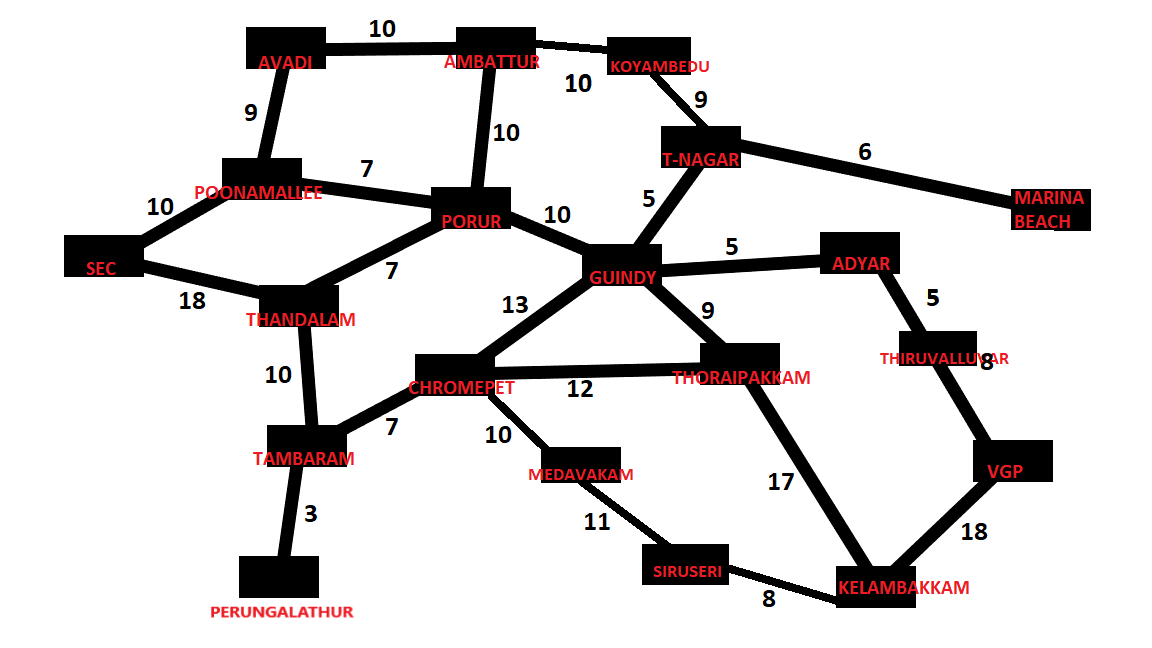 10
AVADI
AMBATTUR
KOYAMBEDU
10
9
9
10
T-NAGAR
6
7
POONAMALLEE
10
5
MARINA
BEACH
10
PORUR
5
ADYAR
SEC
7
GUINDY
18
THANDALAM
13
9
5
THIRUVALLUVAR
8
10
CHROMEPET
12
THORAIPAKKAM
7
10
TAMBARAM
MEDAVAKAM
VGP
17
3
11
18
SIRUSERI
8
KELAMBAKKAM
PERUNGALATHUR